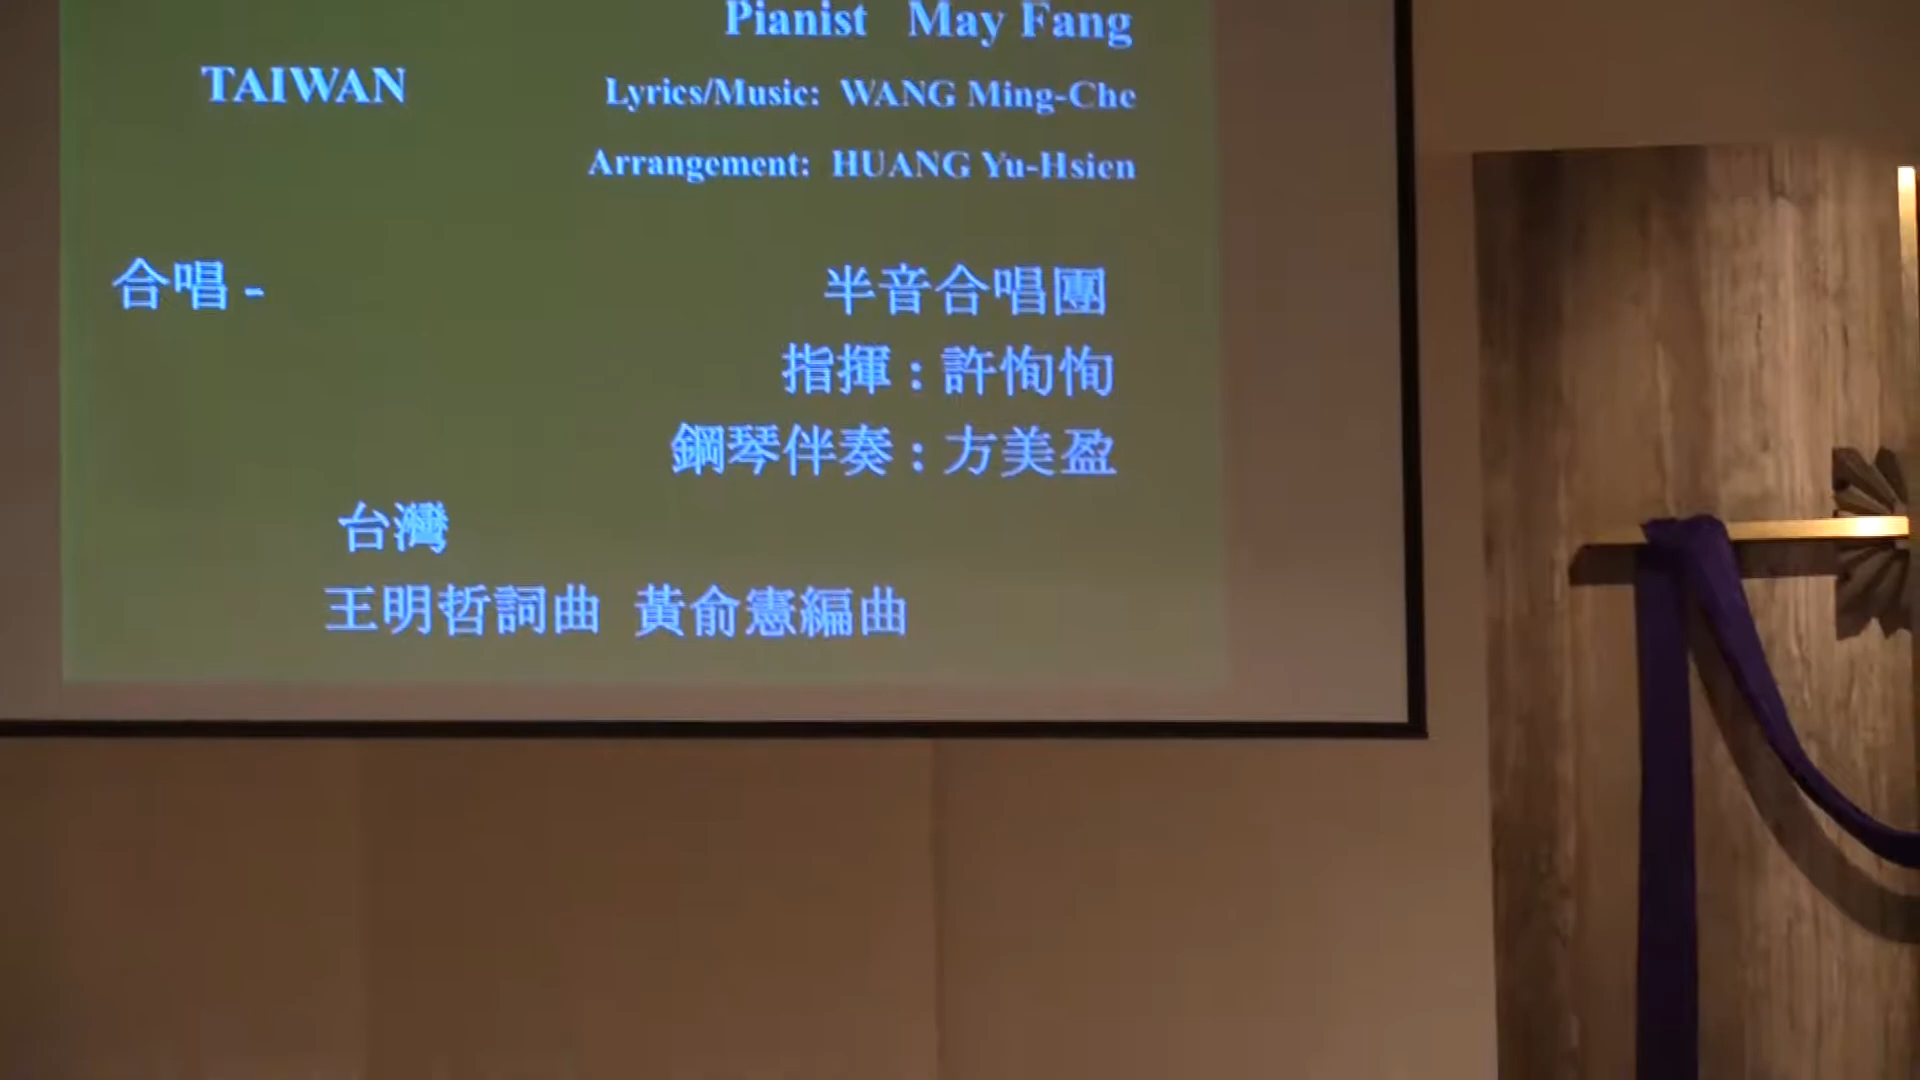 Pianist May Fang
TAIWAN Lyrics/Music: WANG Ming-Che
Arrangement: HUANG Yu-Hsien
合唱 - 半音合唱團
指揮 : 許恂恂
鋼琴伴奏 : 方美盈
台灣
王明哲詞曲 黃俞憲編曲